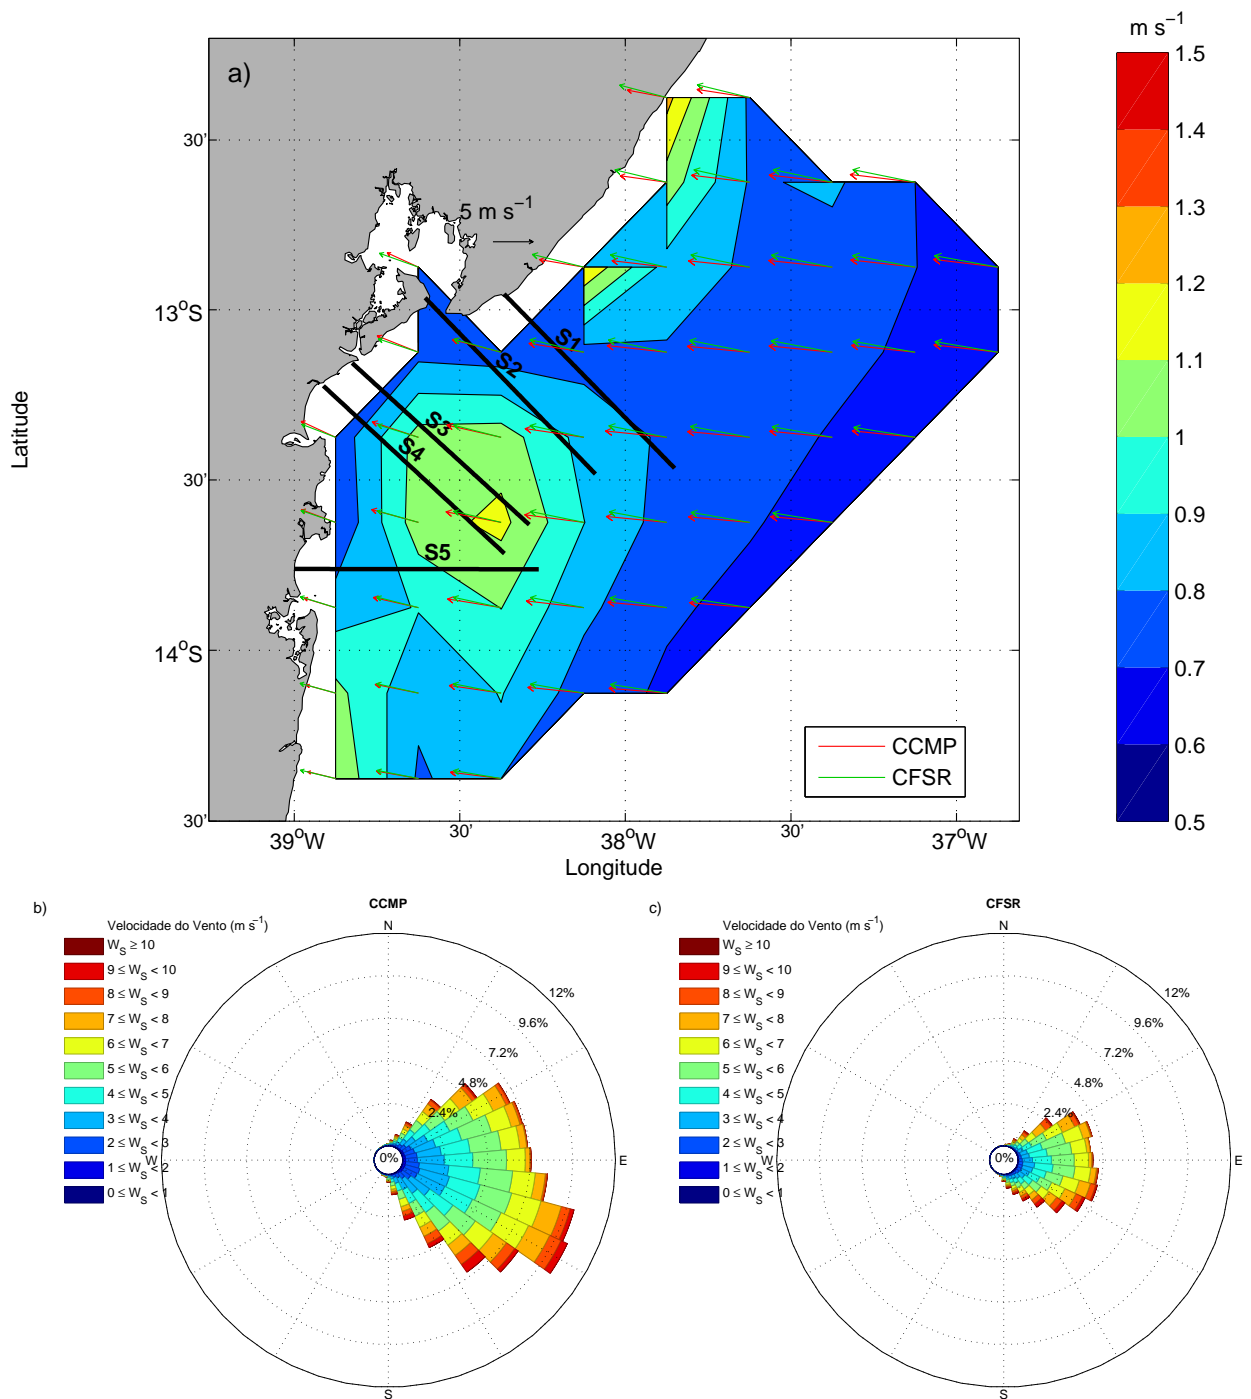 a)
m s⁻¹
1.5
1.4
1.3
1.2
1.1
1
0.9
0.8
0.7
0.6
0.5
30'
13°S
30'
14°S
30'
Latitude
5 m s⁻¹
S1
S2
S3
S4
S5
CCMP
CFSR
39°W
30'
38°W
30'
37°W
Longitude
b)
CCMP
Velocidade do Vento (m s⁻¹)
W_S ≥ 10
9 ≤ W_S < 10
8 ≤ W_S < 9
7 ≤ W_S < 8
6 ≤ W_S < 7
5 ≤ W_S < 6
4 ≤ W_S < 5
3 ≤ W_S < 4
2 ≤ W_S < 3
1 ≤ W_S < 2
0 ≤ W_S < 1
N
W
E
S
12%
9.6%
7.2%
4.8%
2.4%
0%
c)
CFSR
Velocidade do Vento (m s⁻¹)
W_S ≥ 10
9 ≤ W_S < 10
8 ≤ W_S < 9
7 ≤ W_S < 8
6 ≤ W_S < 7
5 ≤ W_S < 6
4 ≤ W_S < 5
3 ≤ W_S < 4
2 ≤ W_S < 3
1 ≤ W_S < 2
0 ≤ W_S < 1
N
W
E
S
12%
9.6%
7.2%
4.8%
2.4%
0%